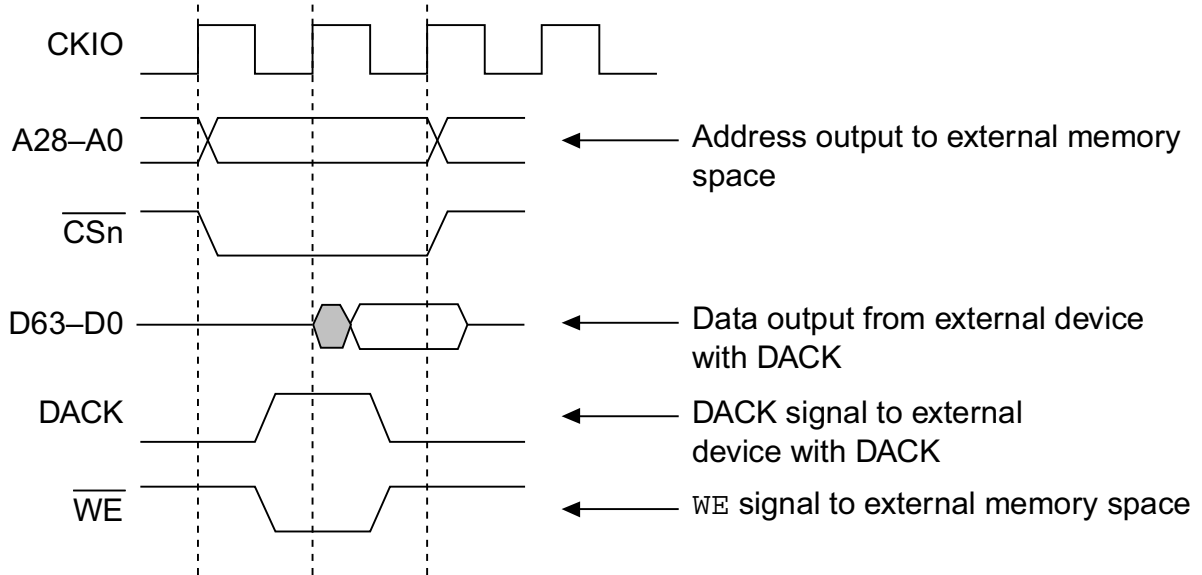 CKIO
A28–A0
Address output to external memory
space
CSn
D63–D0
Data output from external device
with DACK
DACK
DACK signal to external
device with DACK
WE
WE signal to external memory space